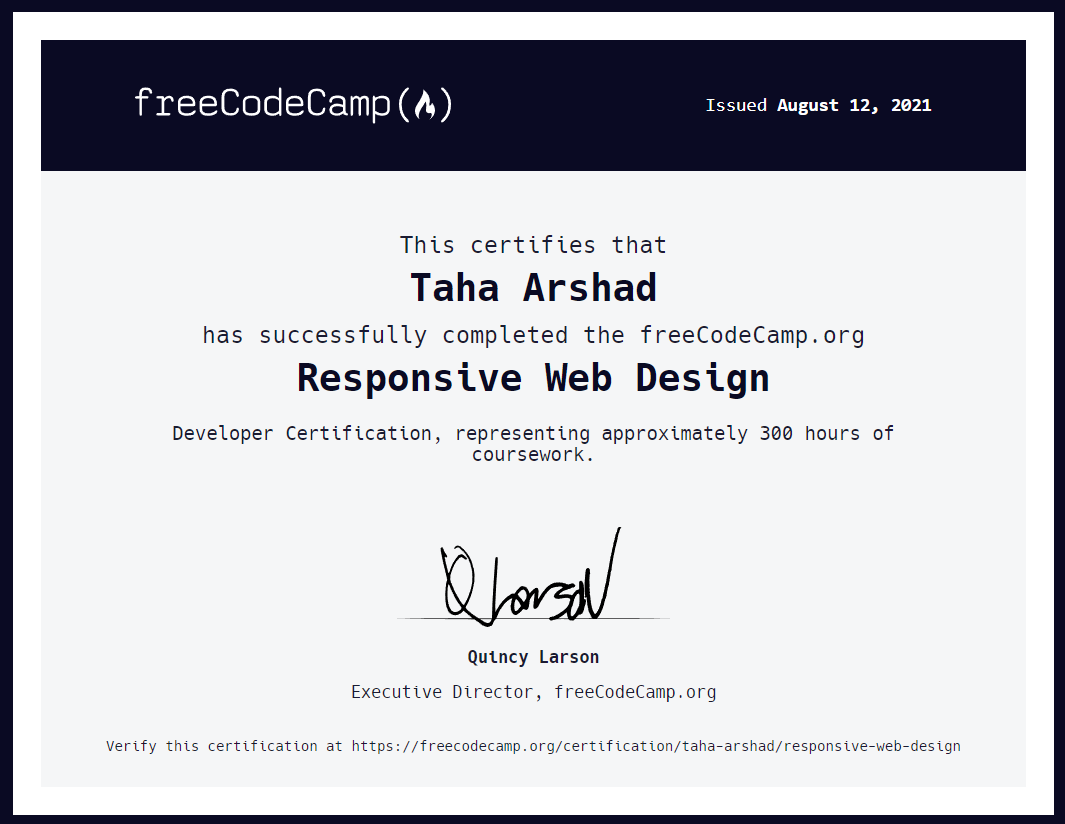 freeCodeCamp(🔥)
Issued August 12, 2021
This certifies that
Taha Arshad
has successfully completed the freeCodeCamp.org
Responsive Web Design
Developer Certification, representing approximately 300 hours of
coursework.
Q Larson
Quincy Larson
Executive Director, freeCodeCamp.org
Verify this certification at https://freecodecamp.org/certification/taha-arshad/responsive-web-design